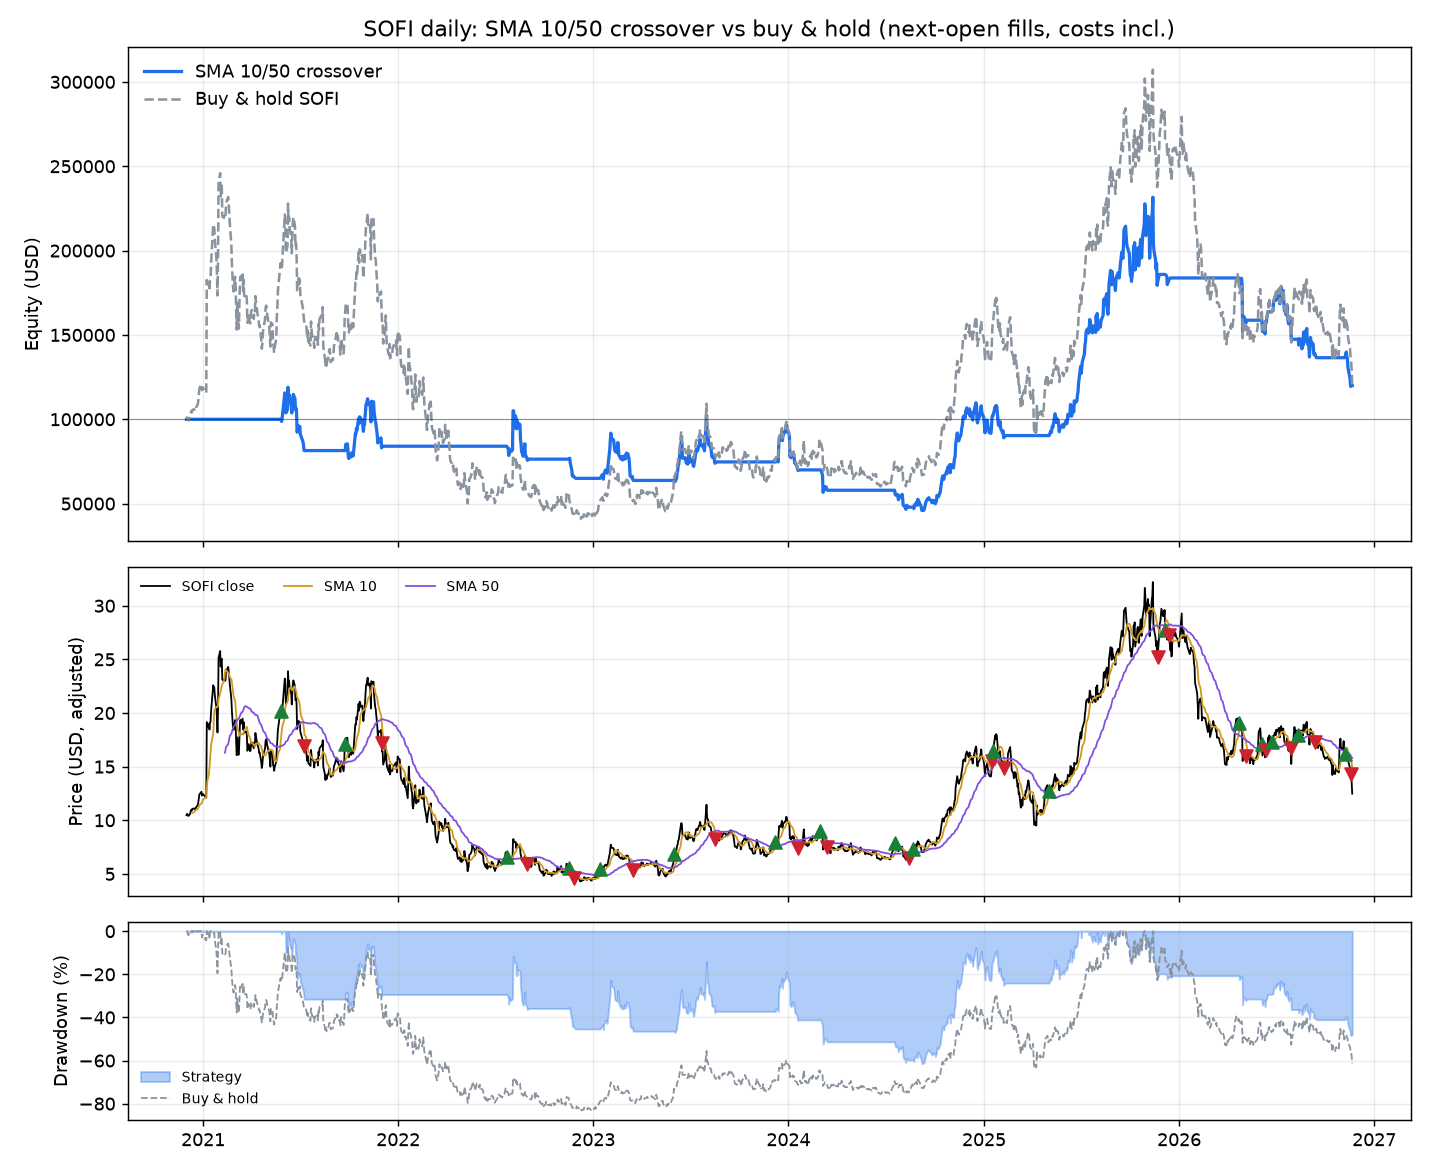 SOFI daily: SMA 10/50 crossover vs buy & hold (next-open fills, costs incl.)
SMA 10/50 crossover
Buy & hold SOFI
Equity (USD)
300000
250000
200000
150000
100000
50000
SOFI close SMA 10 SMA 50
Price (USD, adjusted)
30
25
20
15
10
5
Drawdown (%)
0
−20
−40
−60
−80
Strategy
Buy & hold
2021 2022 2023 2024 2025 2026 2027